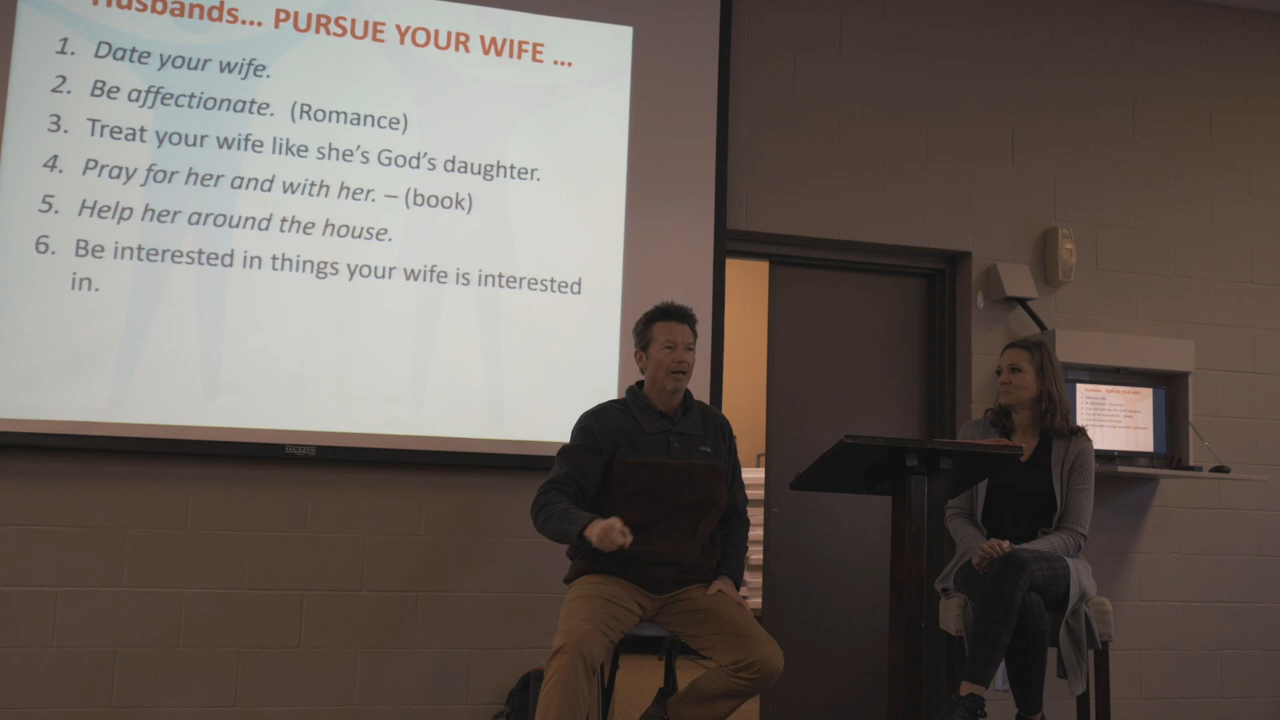 Husbands... PURSUE YOUR WIFE ...
1. Date your wife.
2. Be affectionate. (Romance)
3. Treat your wife like she's God's daughter.
4. Pray for her and with her. – (book)
5. Help her around the house.
6. Be interested in things your wife is interested
in.